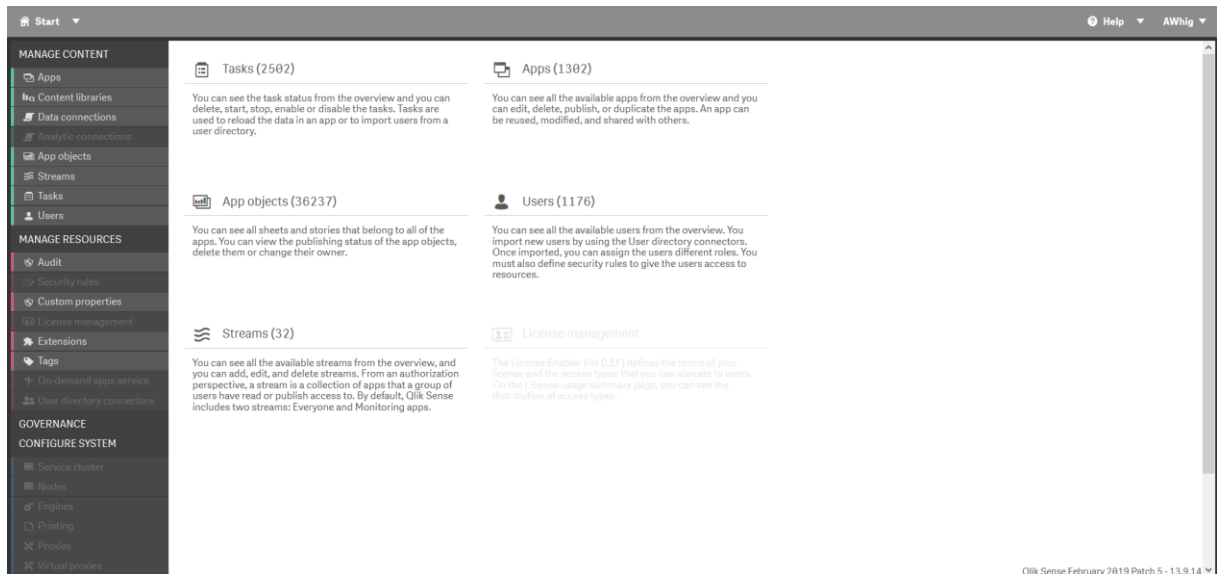 Start
Help
AWhig
MANAGE CONTENT
Apps
Content libraries
Data connections
Analytic connections
App objects
Streams
Tasks
Users
MANAGE RESOURCES
Audit
Security rules
Custom properties
License management
Extensions
Tags
On-demand apps service
User directory connectors
GOVERNANCE
CONFIGURE SYSTEM
Service cluster
Nodes
Engines
Printing
Proxies
Virtual proxies
Tasks (2502)
You can see the task status from the overview and you can
delete, start, stop, enable or disable the tasks. Tasks are
used to reload the data in an app or to import users from a
user directory.
Apps (1302)
You can see all the available apps from the overview and you
can edit, delete, publish, or duplicate the apps. An app can
be reused, modified, and shared with others.
App objects (36237)
You can see all sheets and stories that belong to all of the
apps. You can view the publishing status of the app objects,
delete them or change their owner.
Users (1176)
You can see all the available users from the overview. You
import new users by using the User directory connectors.
Once imported, you can assign the users different roles. You
must also define security rules to give the users access to
resources.
Streams (32)
You can see all the available streams from the overview, and
you can add, edit, and delete streams. From an authorization
perspective, a stream is a collection of apps that a group of
users have read or publish access to. By default, Qlik Sense
includes two streams: Everyone and Monitoring apps.
License management
The License Enabler File (LEF) defines the terms of your
license and the access types that you can allocate to users.
On the License usage summary page, you can see the
distribution of access types.
Qlik Sense February 2019 Patch 5 - 13.9.14